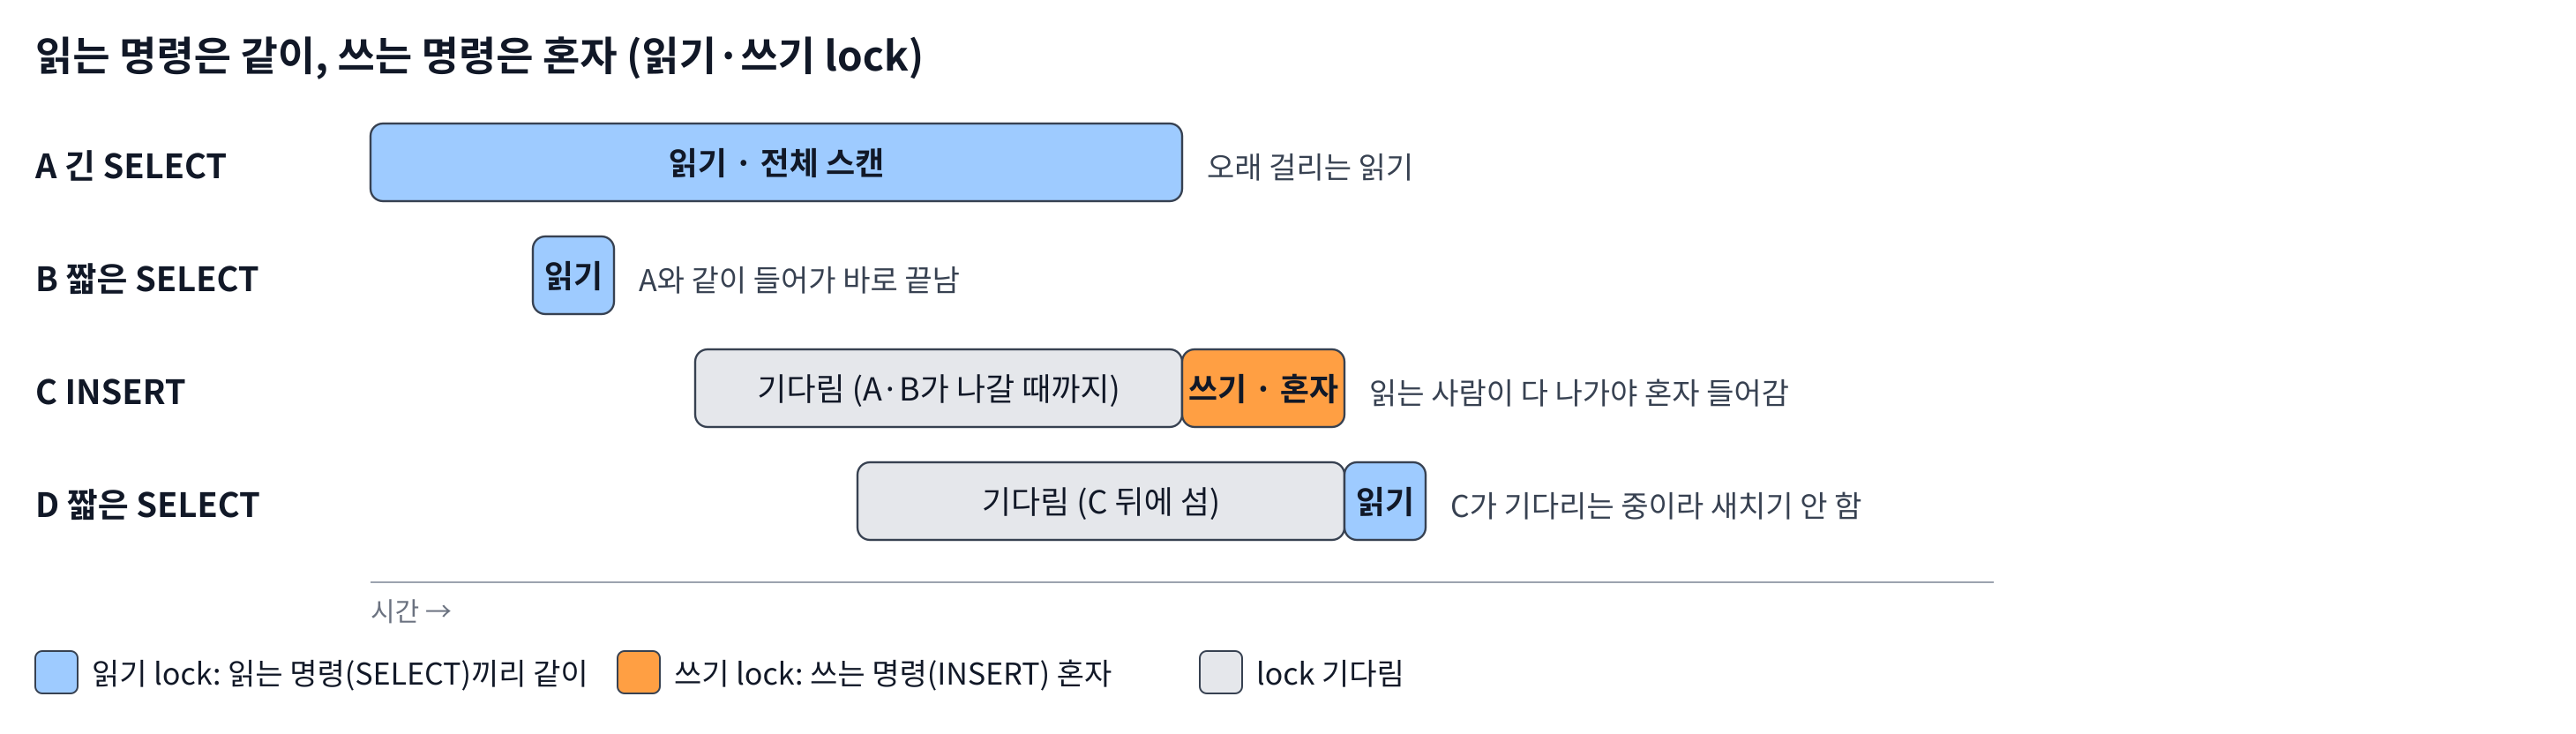 읽는 명령은 같이, 쓰는 명령은 혼자 (읽기·쓰기 lock)
A 긴 SELECT
읽기 · 전체 스캔
오래 걸리는 읽기
B 짧은 SELECT
읽기
A와 같이 들어가 바로 끝남
C INSERT
기다림 (A·B가 나갈 때까지)
쓰기 · 혼자
읽는 사람이 다 나가야 혼자 들어감
D 짧은 SELECT
기다림 (C 뒤에 섬)
읽기
C가 기다리는 중이라 새치기 안 함
시간 →
읽기 lock: 읽는 명령(SELECT)끼리 같이
쓰기 lock: 쓰는 명령(INSERT) 혼자
lock 기다림